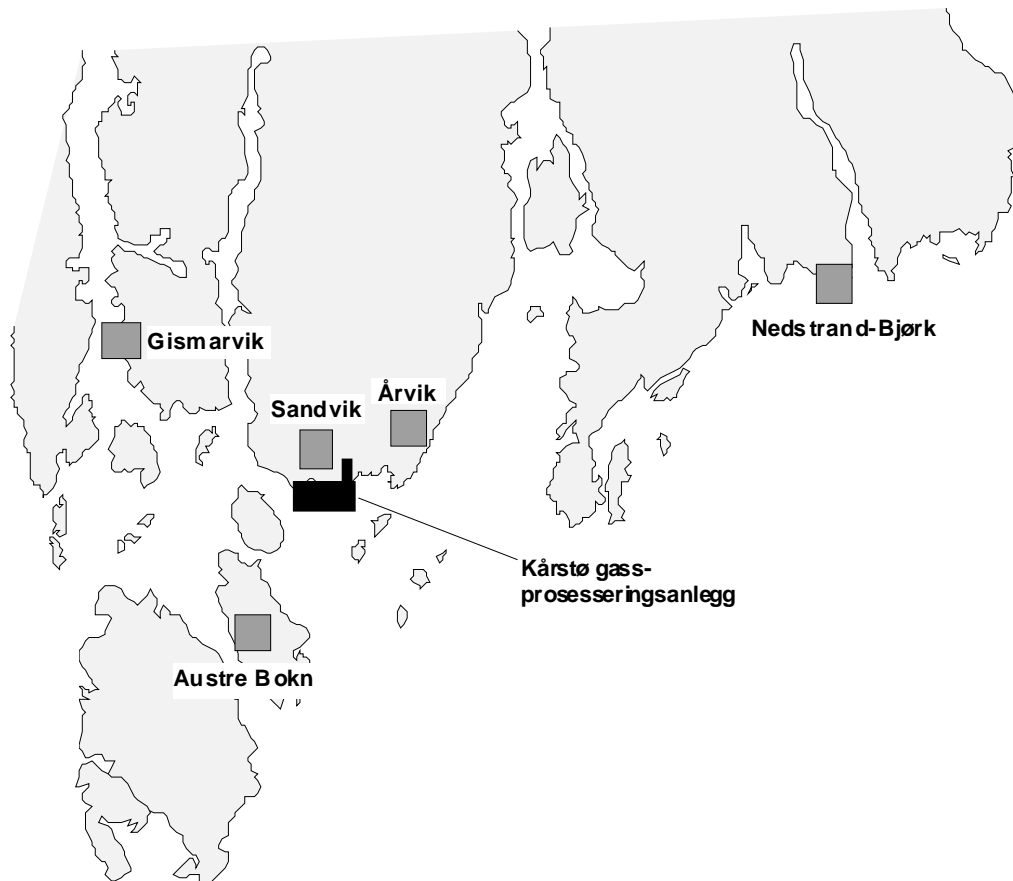 Nedstrand-Bjørk
Gismarvik
Årvik
Sandvik
Kårstø gass-
prosesseringsanlegg
Austre Bokn